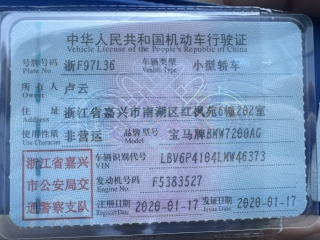 中华人民共和国机动车行驶证
Vehicle License of the People's Republic of China
号牌号码 浙F97L36 车辆类型 小型轿车
Plate No. Vehicle Type
所有人 卢云
Owner
住址 浙江省嘉兴市南湖区红枫苑6幢202室
Address
使用性质 非营运 品牌型号 宝马牌BMW7200AG
Use Character Model
浙江省嘉兴市公安局交通警察支队
车辆识别代号 LBV6P4104LMW46373
VIN
发动机号码 F5383527
Engine No.
注册日期 2020-01-17 发证日期 2020-01-17
Register Date Issue Date